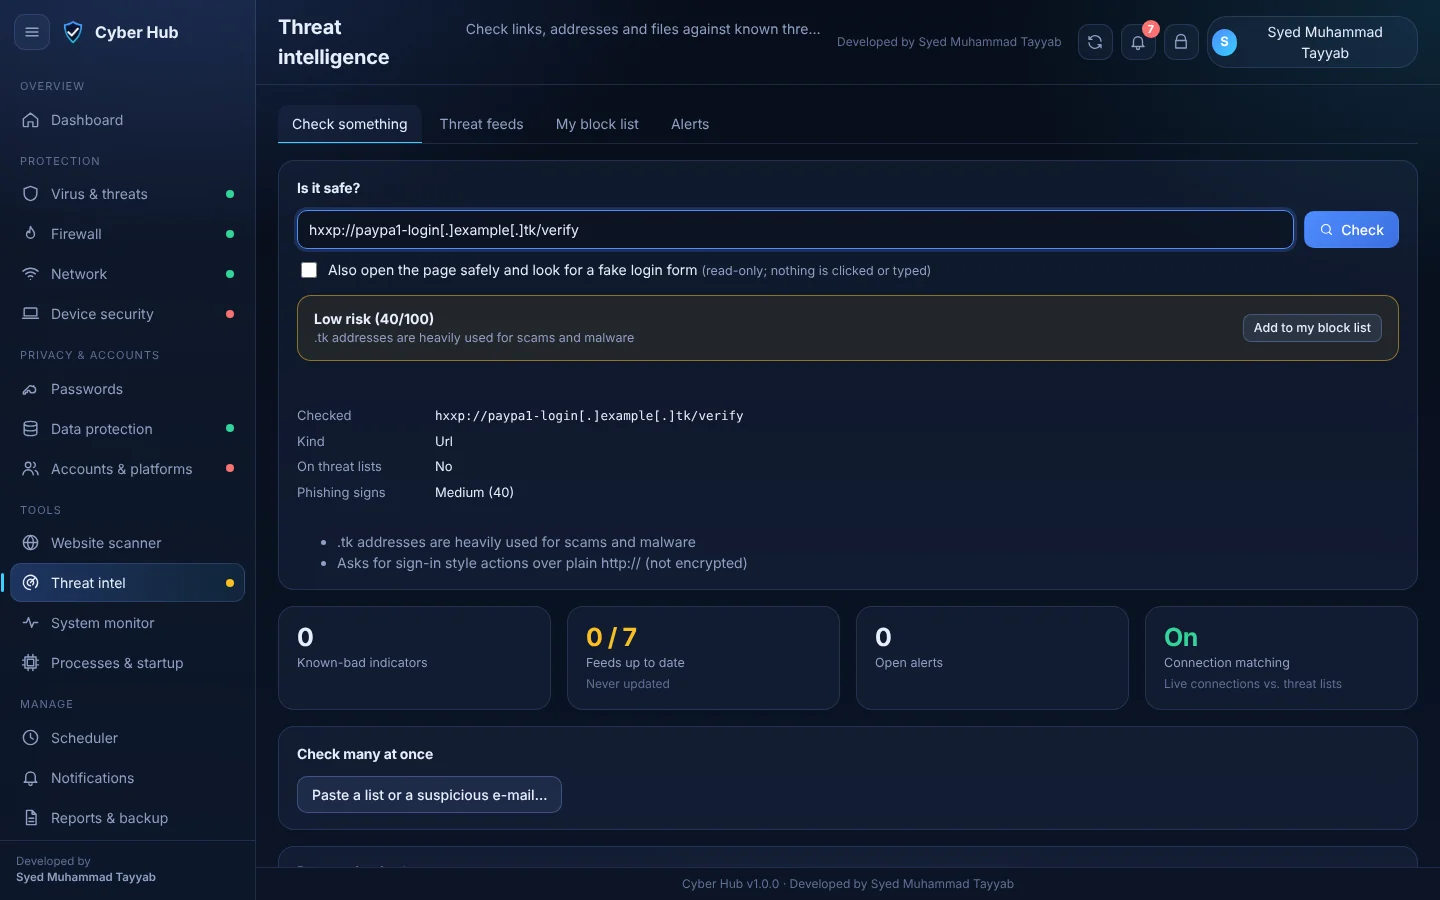 Cyber Hub
OVERVIEW
Dashboard
PROTECTION
Virus & threats
Firewall
Network
Device security
PRIVACY & ACCOUNTS
Passwords
Data protection
Accounts & platforms
TOOLS
Website scanner
Threat intel
System monitor
Processes & startup
MANAGE
Scheduler
Notifications
Reports & backup
Developed by
Syed Muhammad Tayyab
Threat
intelligence
Check links, addresses and files against known thre...
Developed by Syed Muhammad Tayyab
7
S
Syed Muhammad
Tayyab
Check something
Threat feeds
My block list
Alerts
Is it safe?
hxxp://paypa1-login[.]example[.]tk/verify
Check
Also open the page safely and look for a fake login form (read-only; nothing is clicked or typed)
Low risk (40/100)
.tk addresses are heavily used for scams and malware
Add to my block list
Checked hxxp://paypa1-login[.]example[.]tk/verify
Kind Url
On threat lists No
Phishing signs Medium (40)
• .tk addresses are heavily used for scams and malware
• Asks for sign-in style actions over plain http:// (not encrypted)
0
Known-bad indicators
0 / 7
Feeds up to date
Never updated
0
Open alerts
On
Connection matching
Live connections vs. threat lists
Check many at once
Paste a list or a suspicious e-mail...
Cyber Hub v1.0.0 · Developed by Syed Muhammad Tayyab